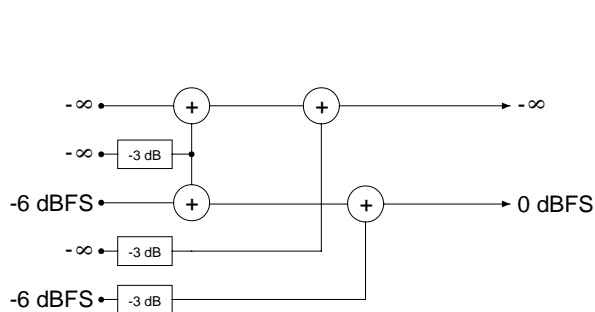 -∞ + + -∞
-∞ -3 dB
-6 dBFS + + 0 dBFS
-∞ -3 dB
-6 dBFS -3 dB